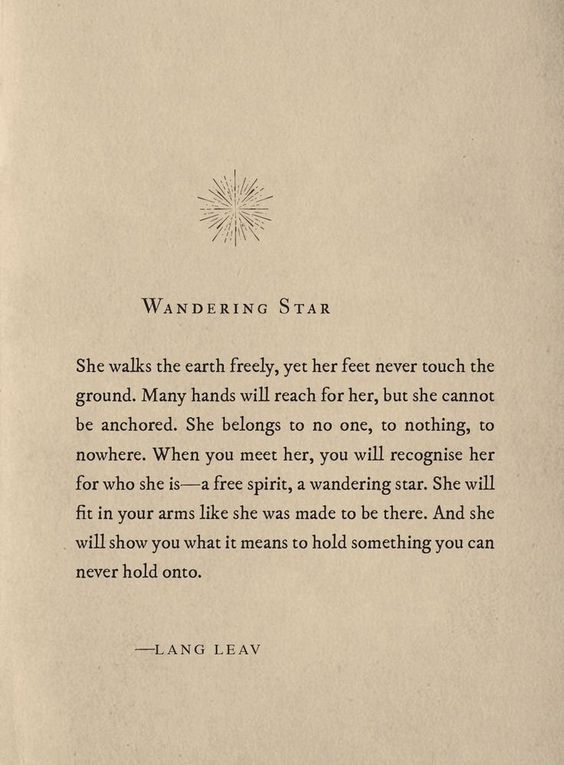 WANDERING STAR
She walks the earth freely, yet her feet never touch the
ground. Many hands will reach for her, but she cannot
be anchored. She belongs to no one, to nothing, to
nowhere. When you meet her, you will recognise her
for who she is—a free spirit, a wandering star. She will
fit in your arms like she was made to be there. And she
will show you what it means to hold something you can
never hold onto.
—LANG LEAV